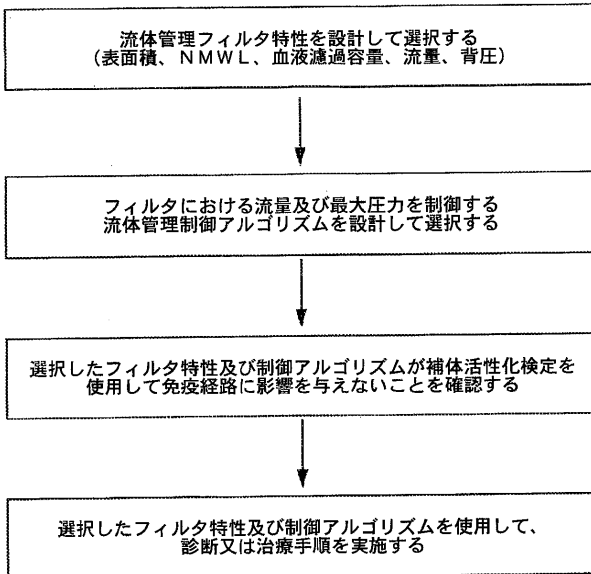 流体管理フィルタ特性を設計して選択する
(表面積、NMWL、血液濾過容量、流量、背圧)
フィルタにおける流量及び最大圧力を制御する
流体管理制御アルゴリズムを設計して選択する
選択したフィルタ特性及び制御アルゴリズムが補体活性化検定を
使用して免疫経路に影響を与えないことを確認する
選択したフィルタ特性及び制御アルゴリズムを使用して、
診断又は治療手順を実施する